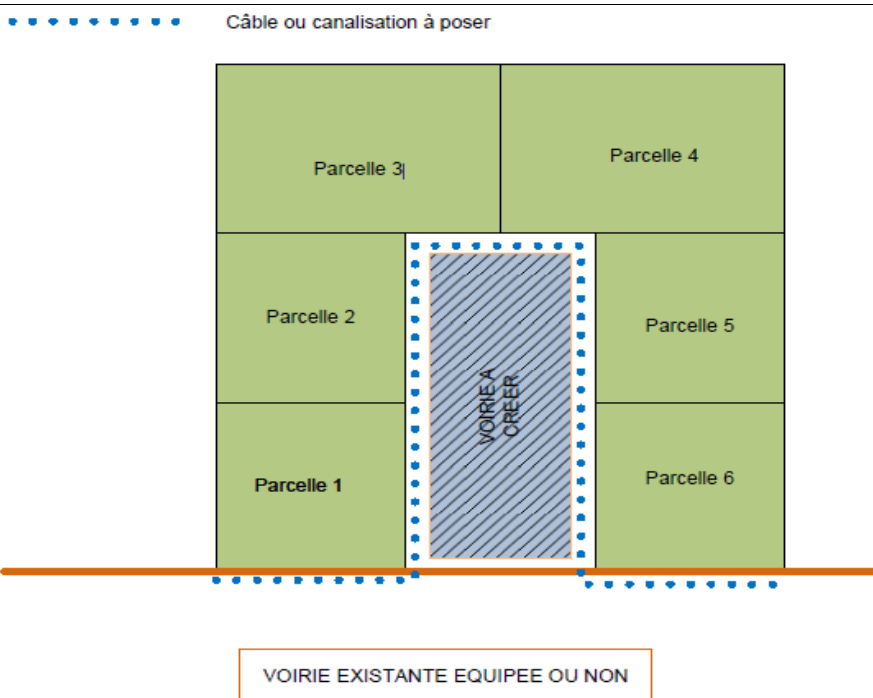 Câble ou canalisation à poser
Parcelle 3
Parcelle 4
Parcelle 2
Parcelle 5
VOIRIE A
CREER
Parcelle 1
Parcelle 6
VOIRIE EXISTANTE EQUIPEE OU NON